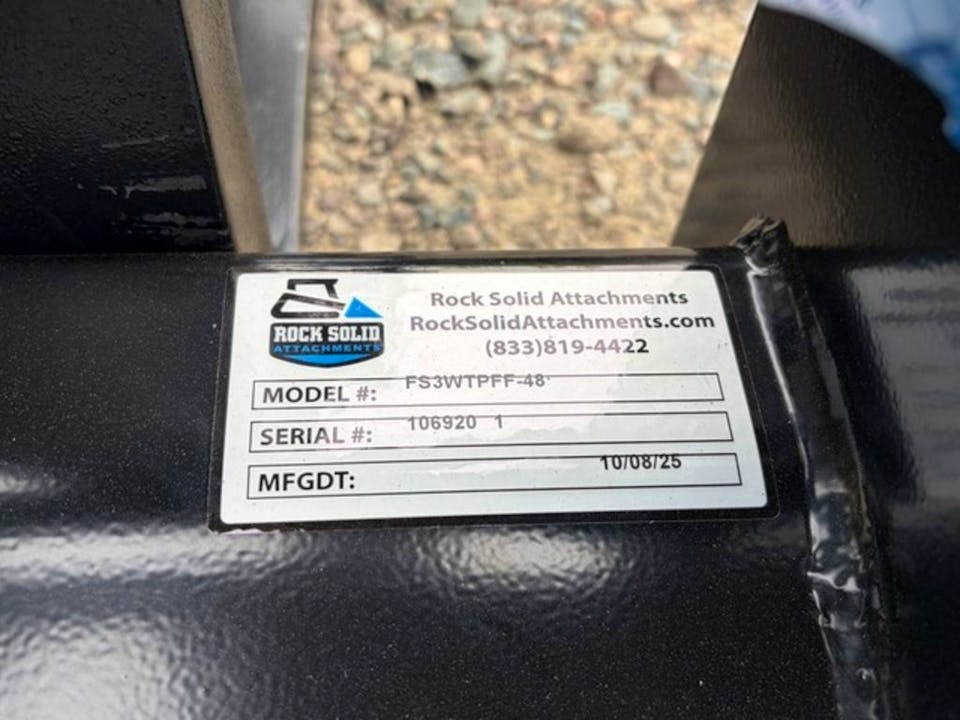 ROCK SOLID
ATTACHMENTS
Rock Solid Attachments
RockSolidAttachments.com
(833)819-4422
MODEL #: FS3WTPFF-48
SERIAL #: 106920 1
MFGDT: 10/08/25